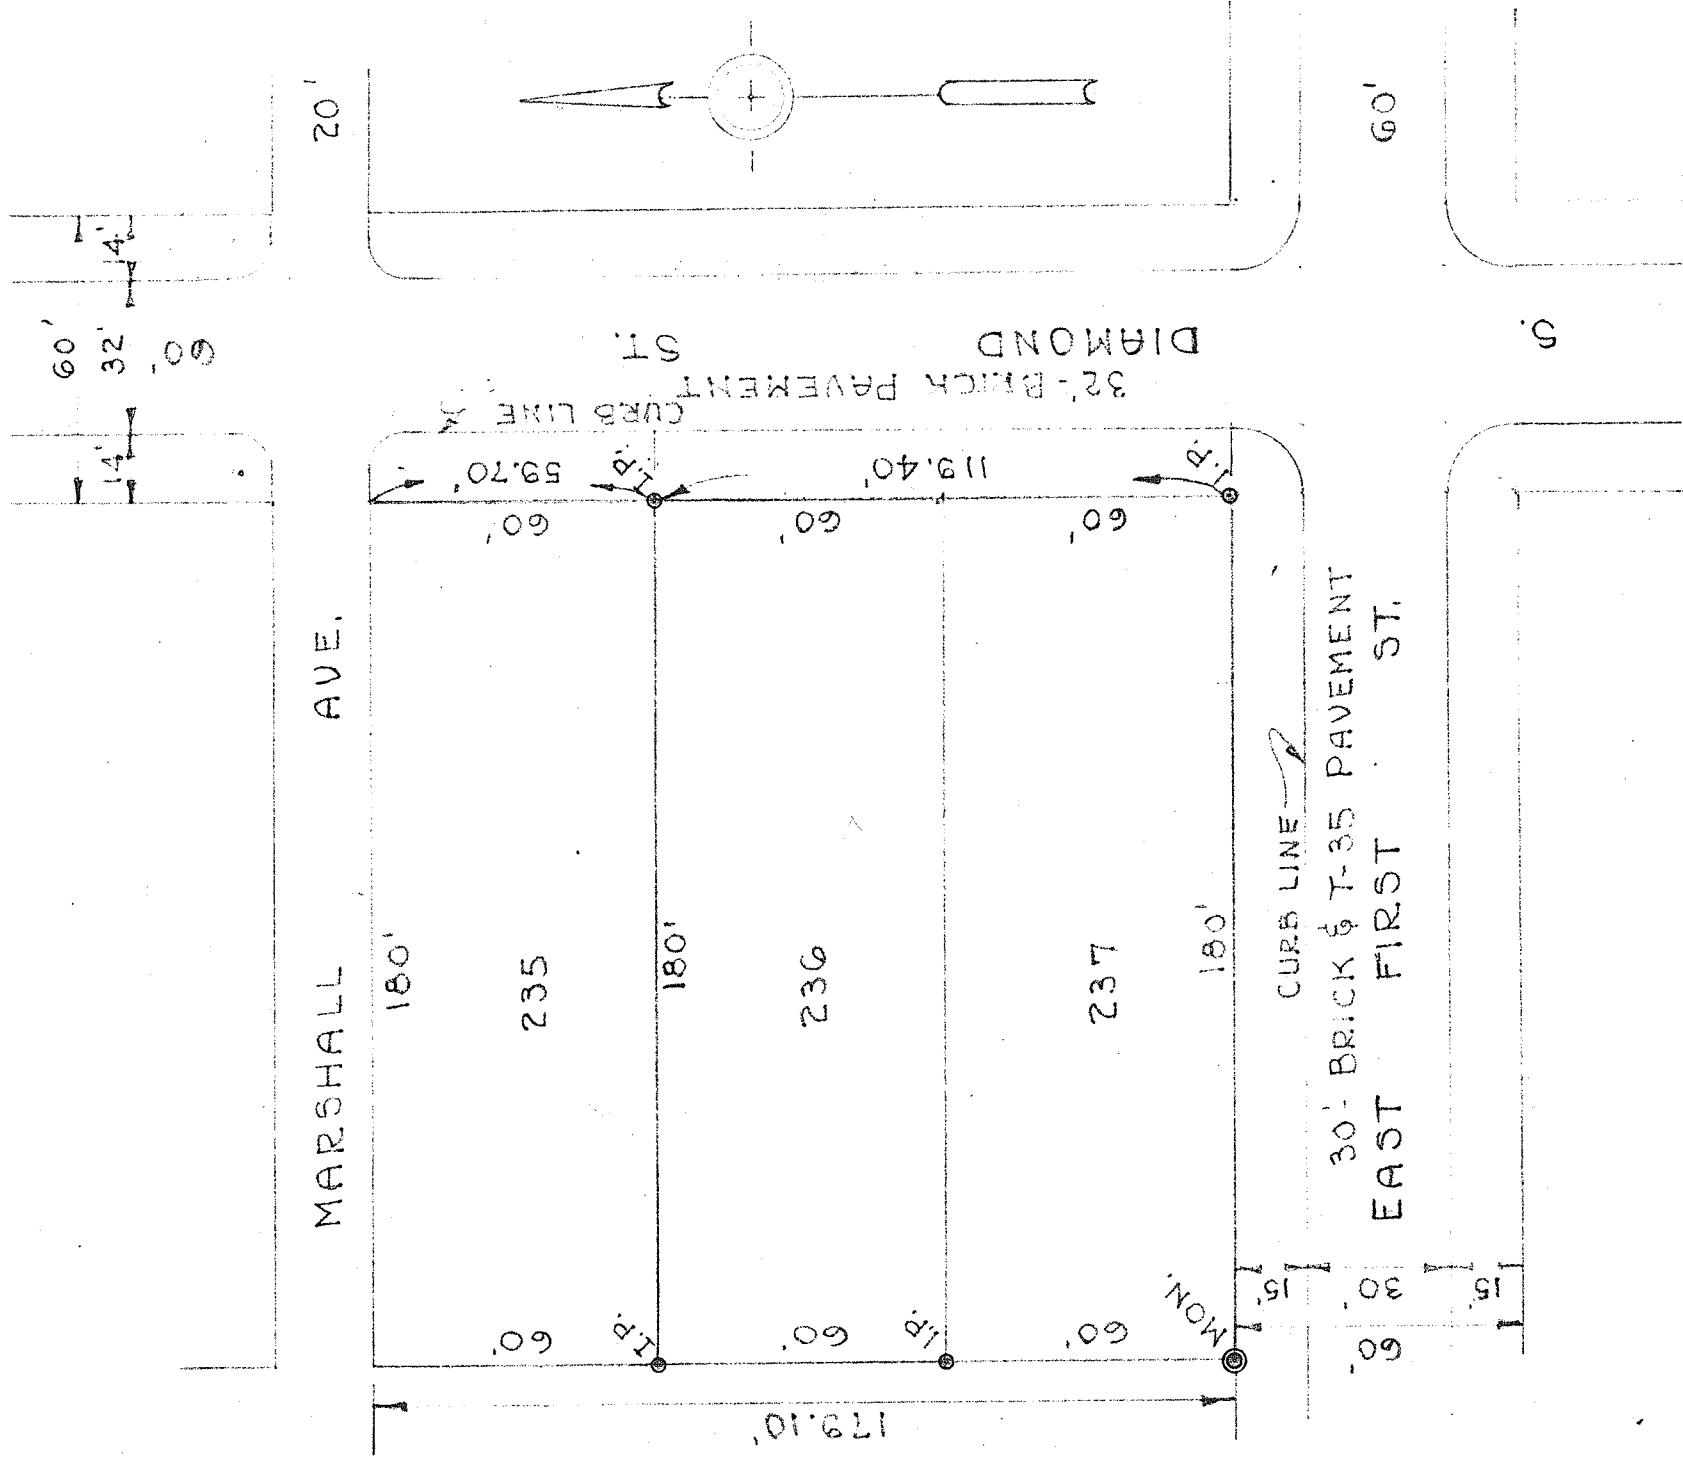 20'
60'
14'
32'
60'
60'
14'
S.
DIAMOND
ST.
32'-BRICK PAVEMENT
CURB LINE
59.70'
119.40'
I.P.
I.P.
60'
60'
60'
MARSHALL AVE.
180'
235
180'
236
237
180'
CURB LINE
30'- BRICK & T-35 PAVEMENT
EAST FIRST ST.
60'
60'
I.P.
60'
I.P.
60'
MON.
15'
30'
15'
60'
179.10'